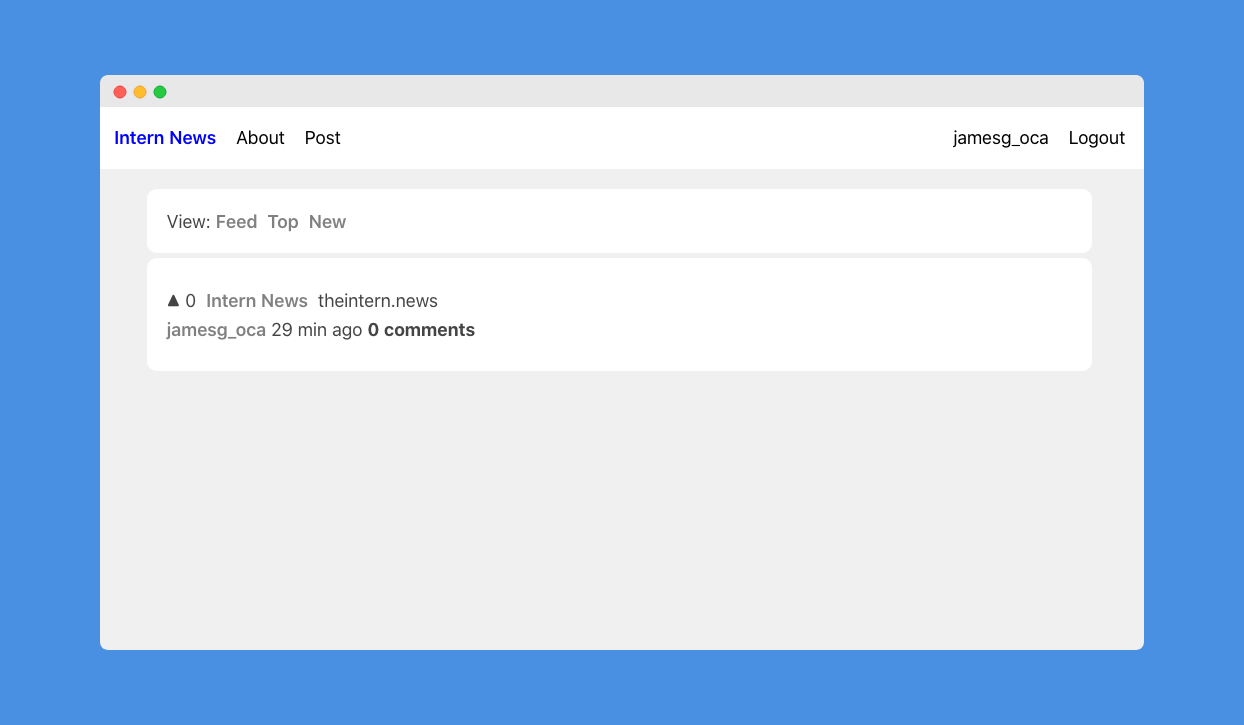 Intern News About Post jamesg_oca Logout
View: Feed Top New
▲ 0 Intern News theintern.news
jamesg_oca 29 min ago 0 comments